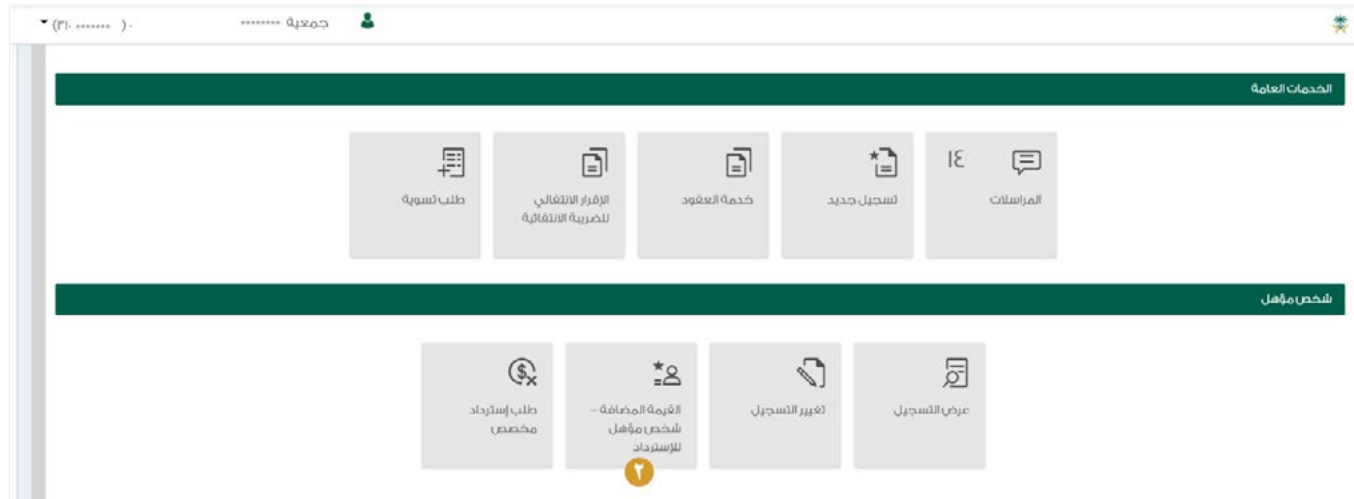 جمعية ********
٠ ( ******* ٣١٠)
الخدمات العامة
المراسلات
١٤
تسجيل جديد
خدمة العقود
الإقرار الانتقالي
للضريبة الانتقائية
طلب تسوية
شخص مؤهل
عرض التسجيل
تغيير التسجيل
القيمة المضافة –
شخص مؤهل
للإسترداد
٢
طلب إسترداد
مخصص